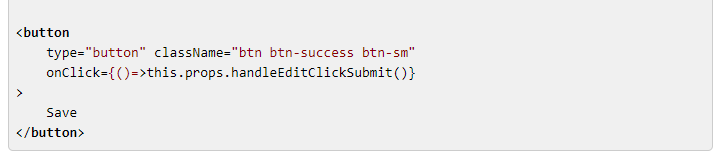 <button
    type="button" className="btn btn-success btn-sm"
    onClick={()=>this.props.handleEditClickSubmit()}
>
    Save
</button>